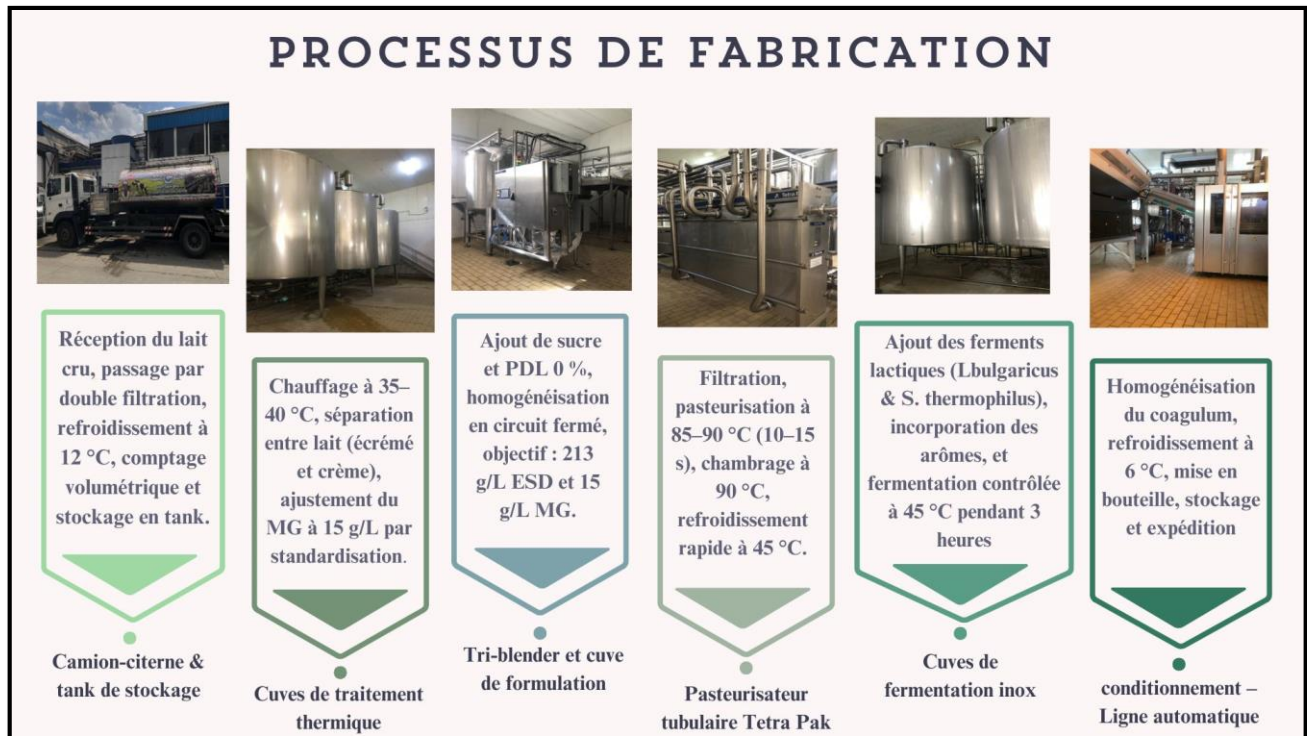 PROCESSUS DE FABRICATION
Réception du lait
cru, passage par
double filtration,
refroidissement à
12 °C, comptage
volumétrique et
stockage en tank.
Camion-citerne &
tank de stockage
Chauffage à 35–
40 °C, séparation
entre lait (écrémé
et crème),
ajustement du
MG à 15 g/L par
standardisation.
Cuves de traitement
thermique
Ajout de sucre
et PDL 0 %,
homogénéisation
en circuit fermé,
objectif : 213
g/L ESD et 15
g/L MG.
Tri-blender et cuve
de formulation
Filtration,
pasteurisation à
85–90 °C (10–15
s), chambrage à
90 °C,
refroidissement
rapide à 45 °C.
Pasteurisateur
tubulaire Tetra Pak
Ajout des ferments
lactiques (Lbulgaricus
& S. thermophilus),
incorporation des
arômes, et
fermentation contrôlée
à 45 °C pendant 3
heures
Cuves de
fermentation inox
Homogénéisation
du coagulum,
refroidissement à
6 °C, mise en
bouteille, stockage
et expédition
conditionnement –
Ligne automatique